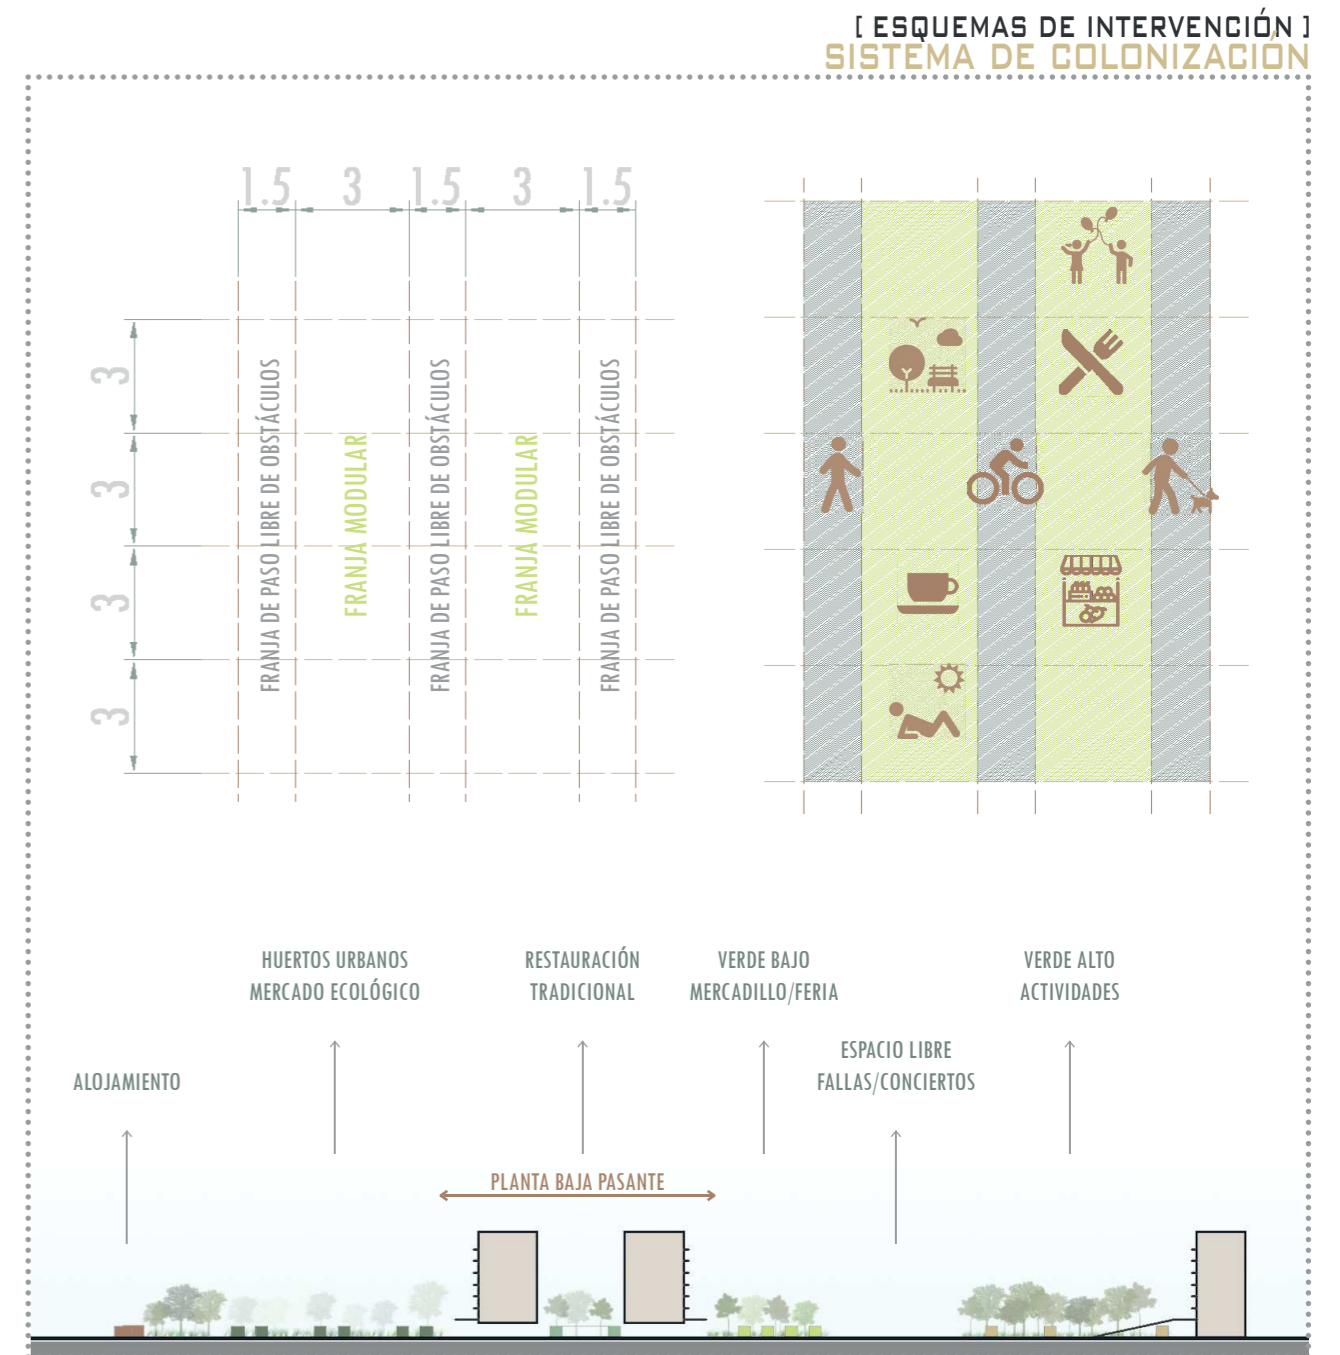 [ ESQUEMAS DE INTERVENCIÓN ]
SISTEMA DE COLONIZACIÓN
1.5 3 1.5 3 1.5
3
3
3
3
FRANJA DE PASO LIBRE DE OBSTÁCULOS
FRANJA MODULAR
FRANJA DE PASO LIBRE DE OBSTÁCULOS
FRANJA MODULAR
FRANJA DE PASO LIBRE DE OBSTÁCULOS
HUERTOS URBANOS
MERCADO ECOLÓGICO
RESTAURACIÓN
TRADICIONAL
VERDE BAJO
MERCADILLO/FERIA
VERDE ALTO
ACTIVIDADES
ALOJAMIENTO
ESPACIO LIBRE
FALLAS/CONCIERTOS
PLANTA BAJA PASANTE